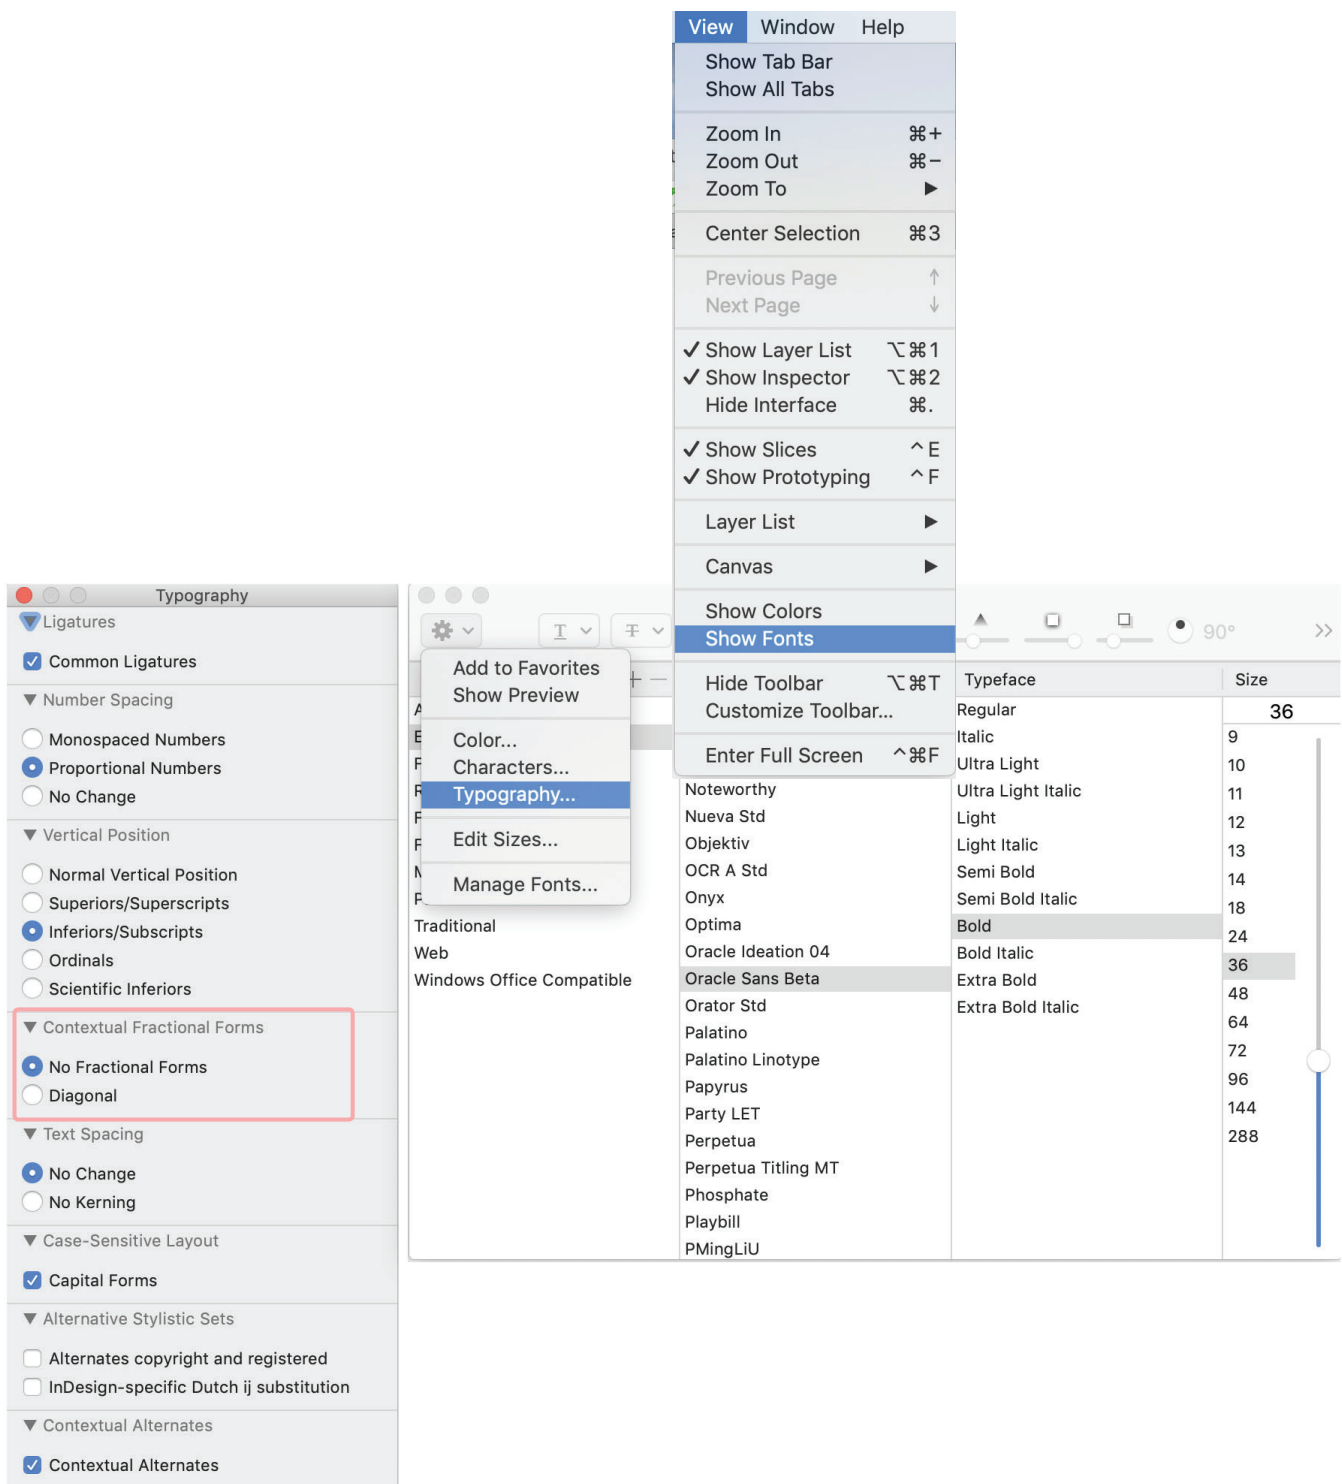 View Window Help
Show Tab Bar
Show All Tabs
Zoom In ⌘+
Zoom Out ⌘−
Zoom To ▶
Center Selection ⌘3
Previous Page ↑
Next Page ↓
✓ Show Layer List ⌥⌘1
✓ Show Inspector ⌥⌘2
Hide Interface ⌘.
✓ Show Slices ^E
✓ Show Prototyping ^F
Layer List ▶
Canvas ▶
Show Colors
Show Fonts
Hide Toolbar ⌥⌘T
Customize Toolbar...
Enter Full Screen ^⌘F
Typography
Ligatures
Common Ligatures
Number Spacing
Monospaced Numbers
Proportional Numbers
No Change
Vertical Position
Normal Vertical Position
Superiors/Superscripts
Inferiors/Subscripts
Ordinals
Scientific Inferiors
Contextual Fractional Forms
No Fractional Forms
Diagonal
Text Spacing
No Change
No Kerning
Case-Sensitive Layout
Capital Forms
Alternative Stylistic Sets
Alternates copyright and registered
InDesign-specific Dutch ij substitution
Contextual Alternates
Contextual Alternates
T T 90° >>
Add to Favorites
Show Preview
Color...
Characters...
Typography...
Edit Sizes...
Manage Fonts...
Traditional
Web
Windows Office Compatible
Noteworthy
Nueva Std
Objektiv
OCR A Std
Onyx
Optima
Oracle Ideation 04
Oracle Sans Beta
Orator Std
Palatino
Palatino Linotype
Papyrus
Party LET
Perpetua
Perpetua Titling MT
Phosphate
Playbill
PMingLiU
Typeface
Regular
Italic
Ultra Light
Ultra Light Italic
Light
Light Italic
Semi Bold
Semi Bold Italic
Bold
Bold Italic
Extra Bold
Extra Bold Italic
Size
36
9
10
11
12
13
14
18
24
36
48
64
72
96
144
288